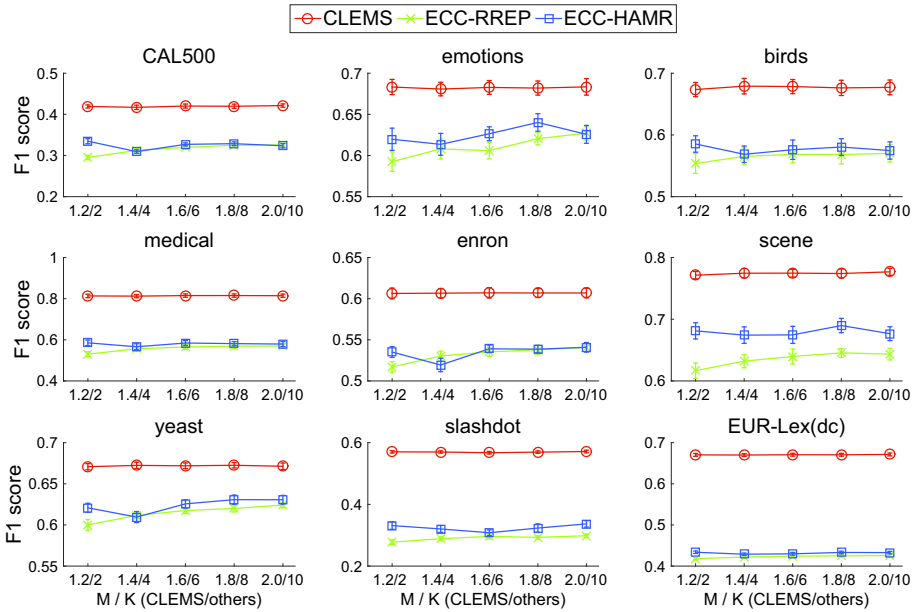 CLEMS ECC-RREP ECC-HAMR
CAL500 emotions birds
F1 score
0.5 0.4 0.3 0.2
1.2/2 1.4/4 1.6/6 1.8/8 2.0/10
0.7 0.65 0.6 0.55
1.2/2 1.4/4 1.6/6 1.8/8 2.0/10
0.7 0.6 0.5
1.2/2 1.4/4 1.6/6 1.8/8 2.0/10
medical enron scene
F1 score
1 0.8 0.6 0.4
1.2/2 1.4/4 1.6/6 1.8/8 2.0/10
0.65 0.6 0.55 0.5
1.2/2 1.4/4 1.6/6 1.8/8 2.0/10
0.8 0.7 0.6
1.2/2 1.4/4 1.6/6 1.8/8 2.0/10
yeast slashdot EUR-Lex(dc)
F1 score
0.7 0.65 0.6 0.55
1.2/2 1.4/4 1.6/6 1.8/8 2.0/10
0.6 0.4 0.2
1.2/2 1.4/4 1.6/6 1.8/8 2.0/10
0.7 0.6 0.5 0.4
1.2/2 1.4/4 1.6/6 1.8/8 2.0/10
M / K (CLEMS/others) M / K (CLEMS/others) M / K (CLEMS/others)